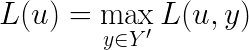 L(u) = max_{y∈Y′} L(u, y)